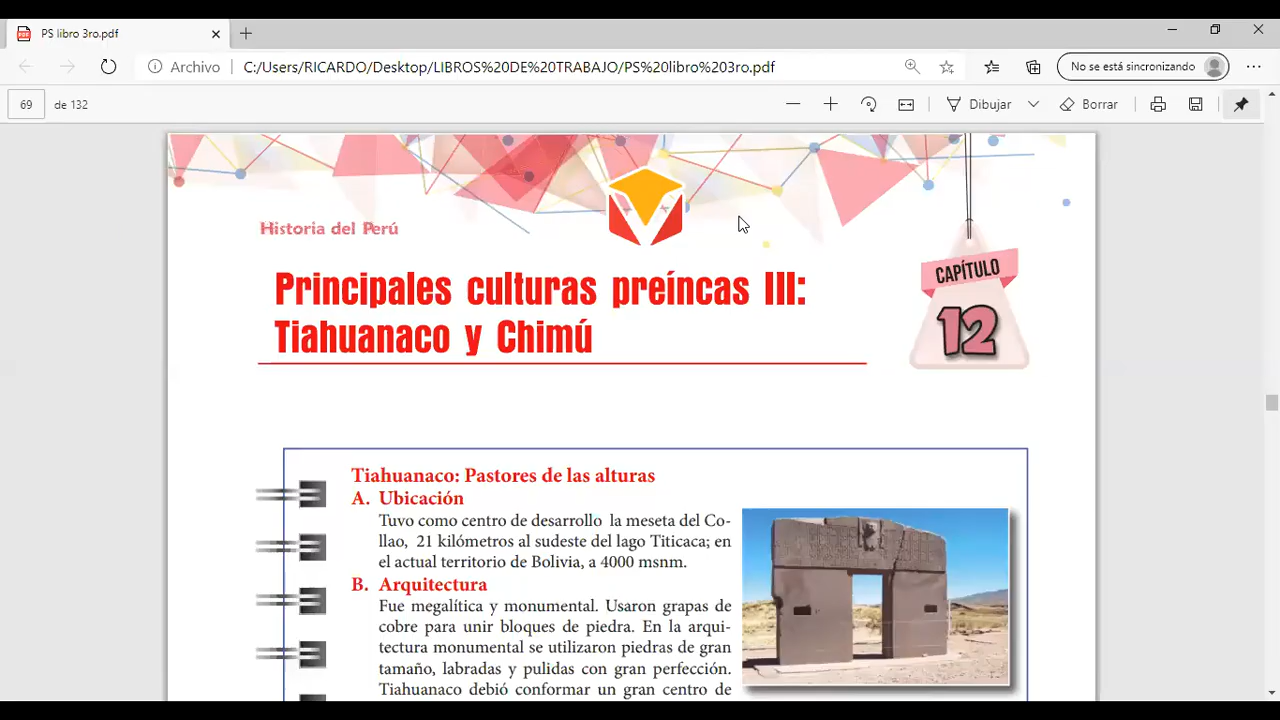 PS libro 3ro.pdf
Archivo C:/Users/RICARDO/Desktop/LIBROS%20DE%20TRABAJO/PS%20libro%203ro.pdf
No se está sincronizando
69 de 132
Dibujar
Borrar
Historia del Perú
Principales culturas preíncas III:
Tiahuanaco y Chimú
CAPÍTULO
12
Tiahuanaco: Pastores de las alturas
A. Ubicación
Tuvo como centro de desarrollo la meseta del Co-
llao, 21 kilómetros al sudeste del lago Titicaca; en
el actual territorio de Bolivia, a 4000 msnm.
B. Arquitectura
Fue megalítica y monumental. Usaron grapas de
cobre para unir bloques de piedra. En la arqui-
tectura monumental se utilizaron piedras de gran
tamaño, labradas y pulidas con gran perfección.
Tiahuanaco debió conformar un gran centro de